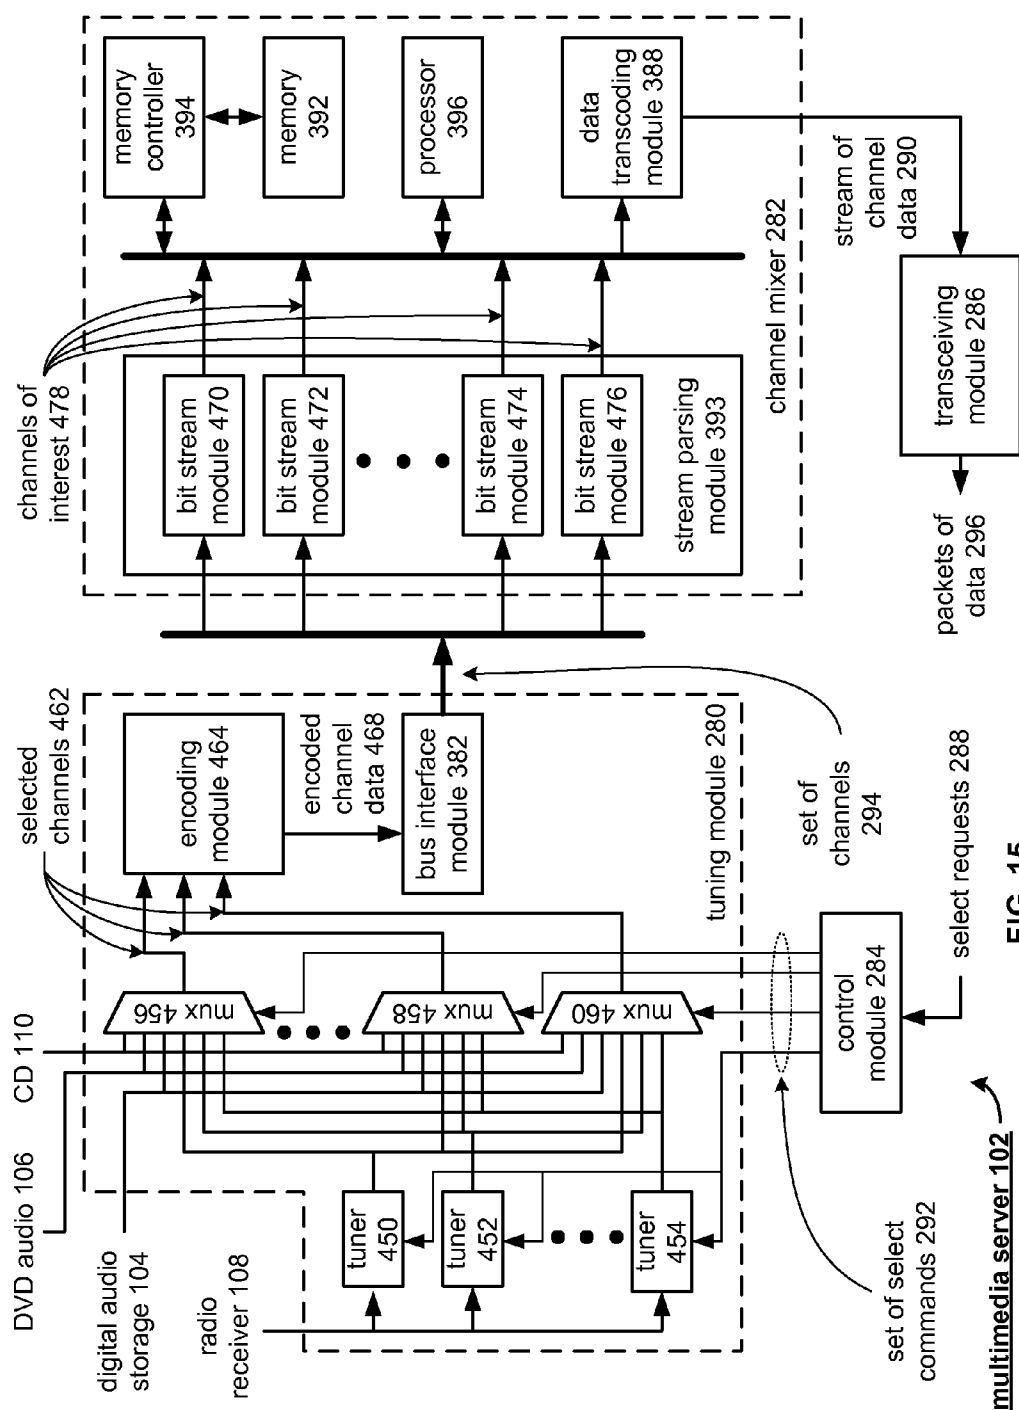 DVD audio 106
CD 110
digital audio
storage 104
radio
receiver 108
selected
channels 462
channels of
interest 478
tuner
450
tuner
452
tuner
454
mux 456
mux 458
mux 460
encoding
module 464
encoded
channel
data 468
bus interface
module 382
tuning module 280
bit stream
module 470
bit stream
module 472
bit stream
module 474
bit stream
module 476
stream parsing
module 393
memory
controller
394
memory
392
processor
396
data
transcoding
module 388
channel mixer 282
set of select
commands 292
control
module 284
select requests 288
set of
channels
294
stream of
channel
data 290
transceiving
module 286
packets of
data 296
multimedia server 102
FIG. 15